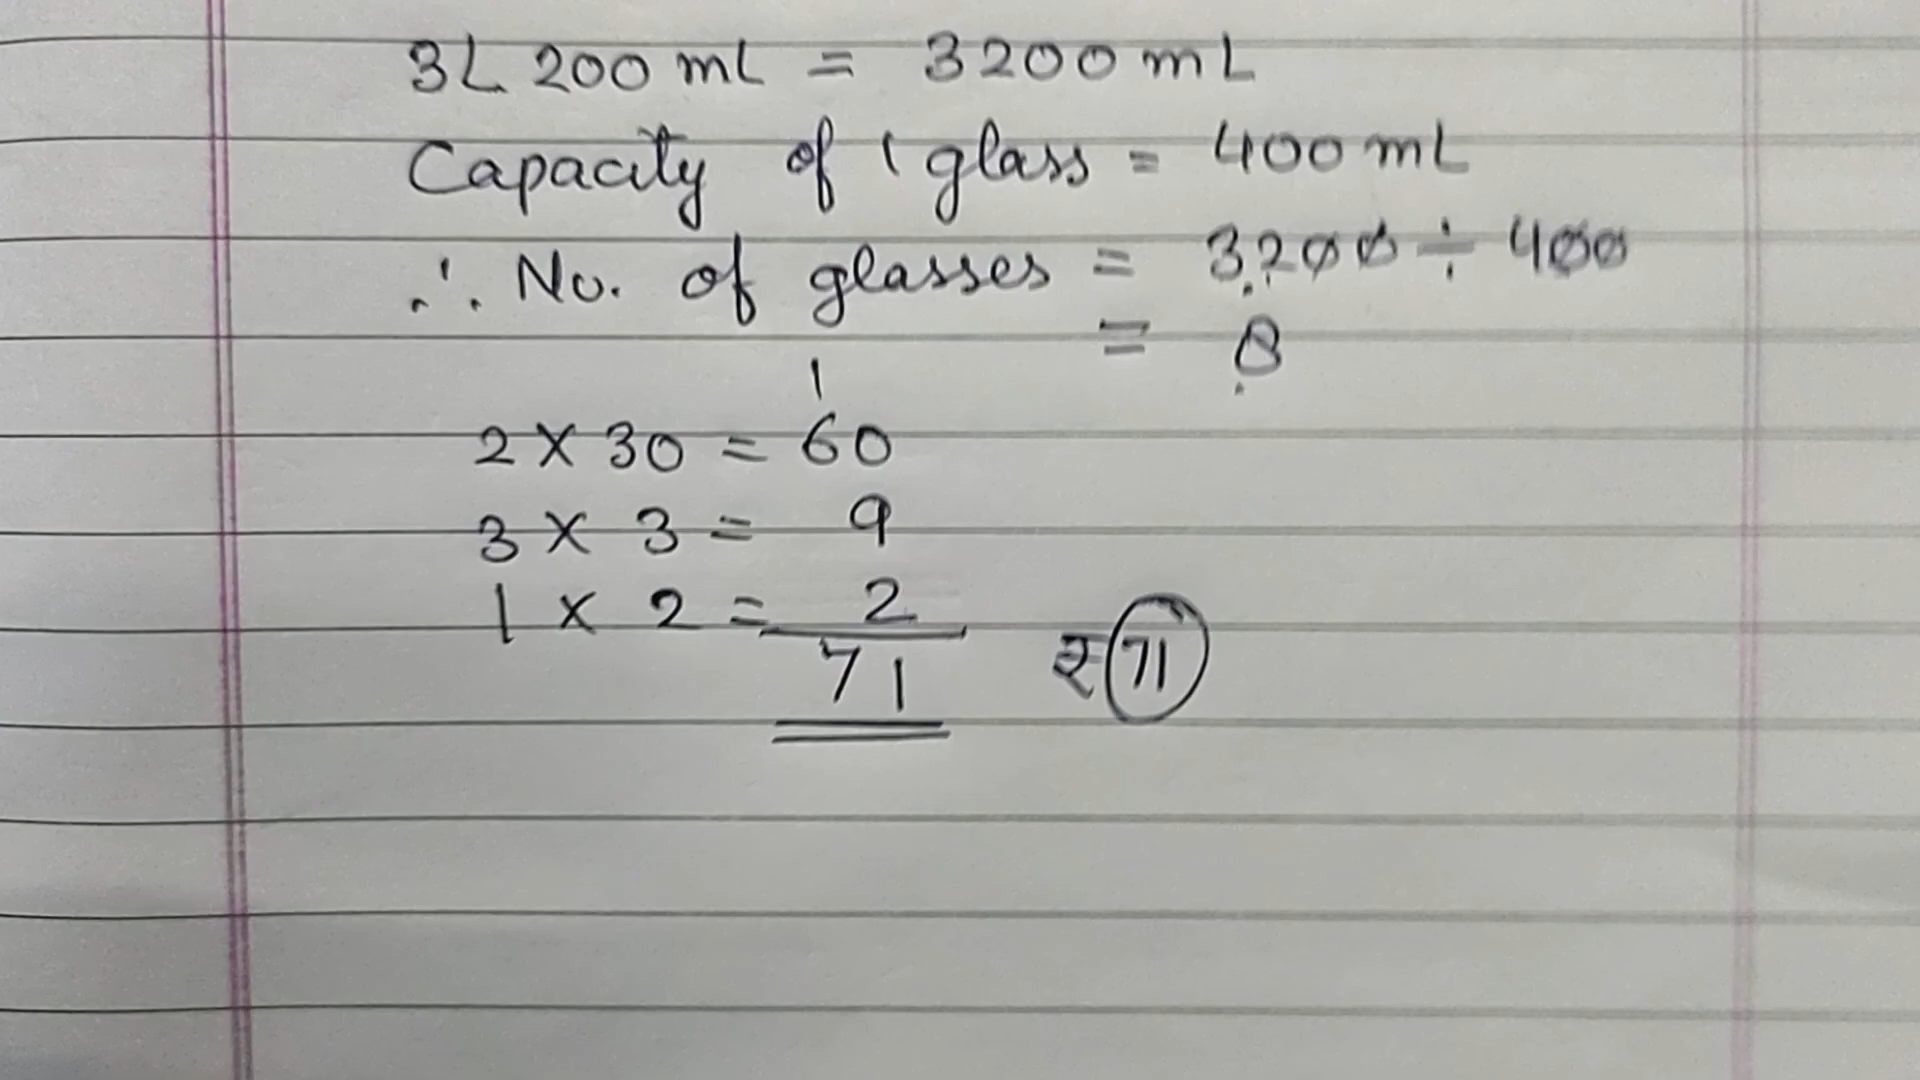 3L 200 mL = 3200 mL
Capacity of 1 glass = 400 mL
∴ No. of glasses = 3200 ÷ 400
= 8
1
2 × 30 = 60
3 × 3 = 9
1 × 2 = 2
71 ₹ 71